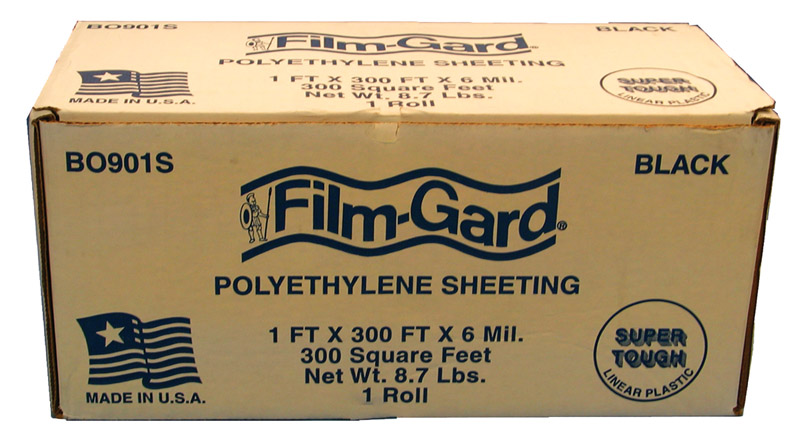 BO901S
BLACK
Film-Gard®
POLYETHYLENE SHEETING
MADE IN U.S.A.
1 FT X 300 FT X 6 Mil.
300 Square Feet
Net Wt. 8.7 Lbs.
1 Roll
SUPER
TOUGH
LINEAR PLASTIC
BO901S
BLACK
Film-Gard®
POLYETHYLENE SHEETING
MADE IN U.S.A.
1 FT X 300 FT X 6 Mil.
300 Square Feet
Net Wt. 8.7 Lbs.
1 Roll
SUPER
TOUGH
LINEAR PLASTIC